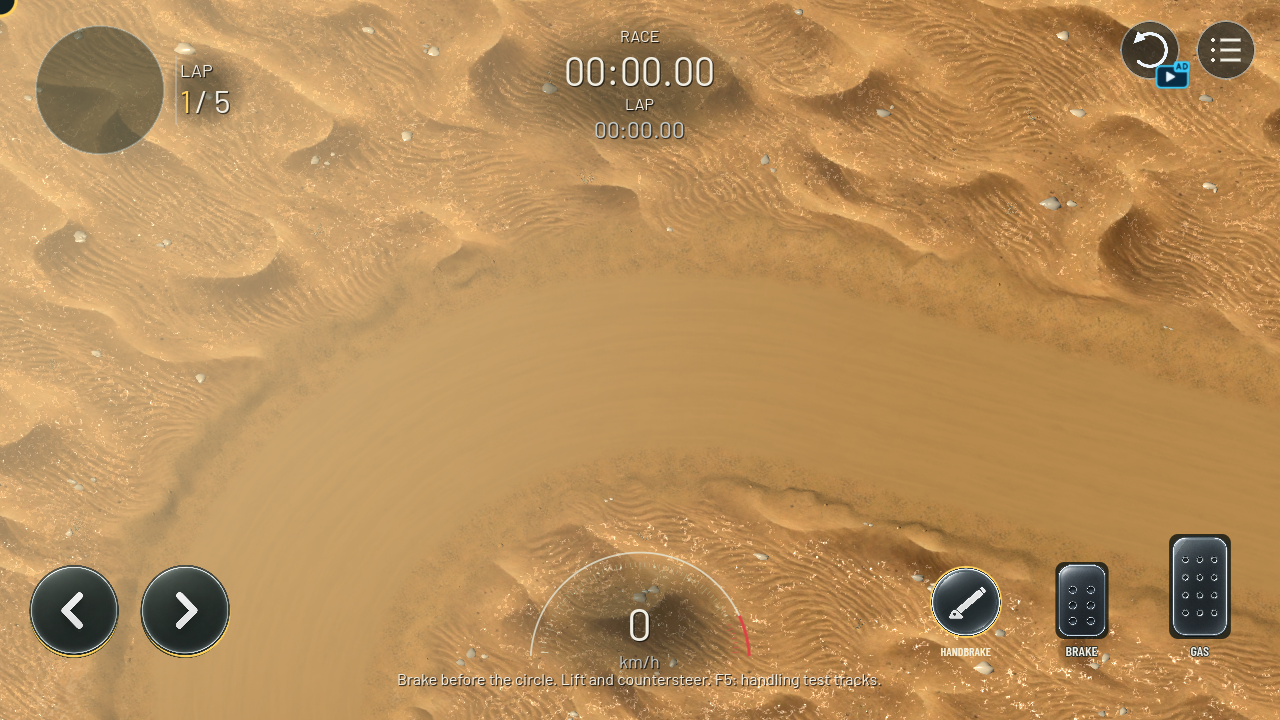 LAP
1/ 5
RACE
00:00.00
LAP
00:00.00
AD
0
km/h
HANDBRAKE
BRAKE
GAS
Brake before the circle. Lift and countersteer. F5: handling test tracks.